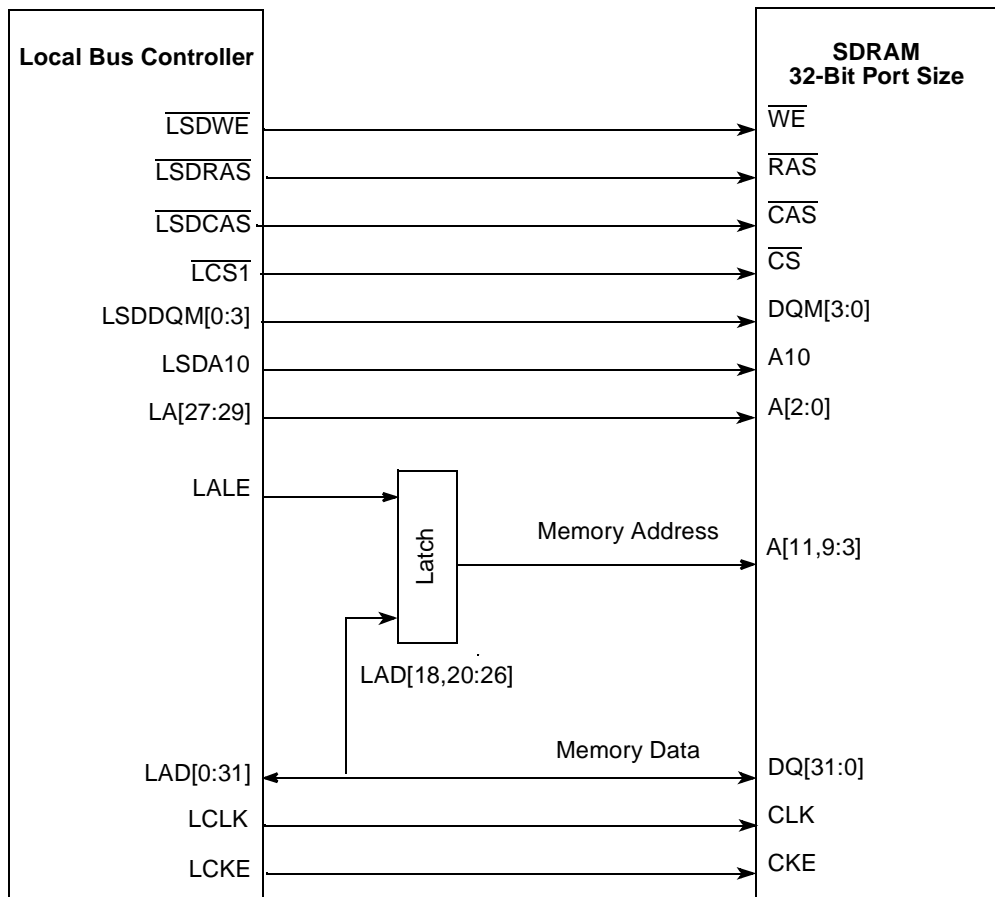 Local Bus Controller
SDRAM
32-Bit Port Size
LSDWE
WE
LSDRAS
RAS
LSDCAS
CAS
LCS1
CS
LSDDQM[0:3]
DQM[3:0]
LSDA10
A10
LA[27:29]
A[2:0]
LALE
Latch
Memory Address
A[11,9:3]
LAD[18,20:26]
Memory Data
LAD[0:31]
DQ[31:0]
LCLK
CLK
LCKE
CKE